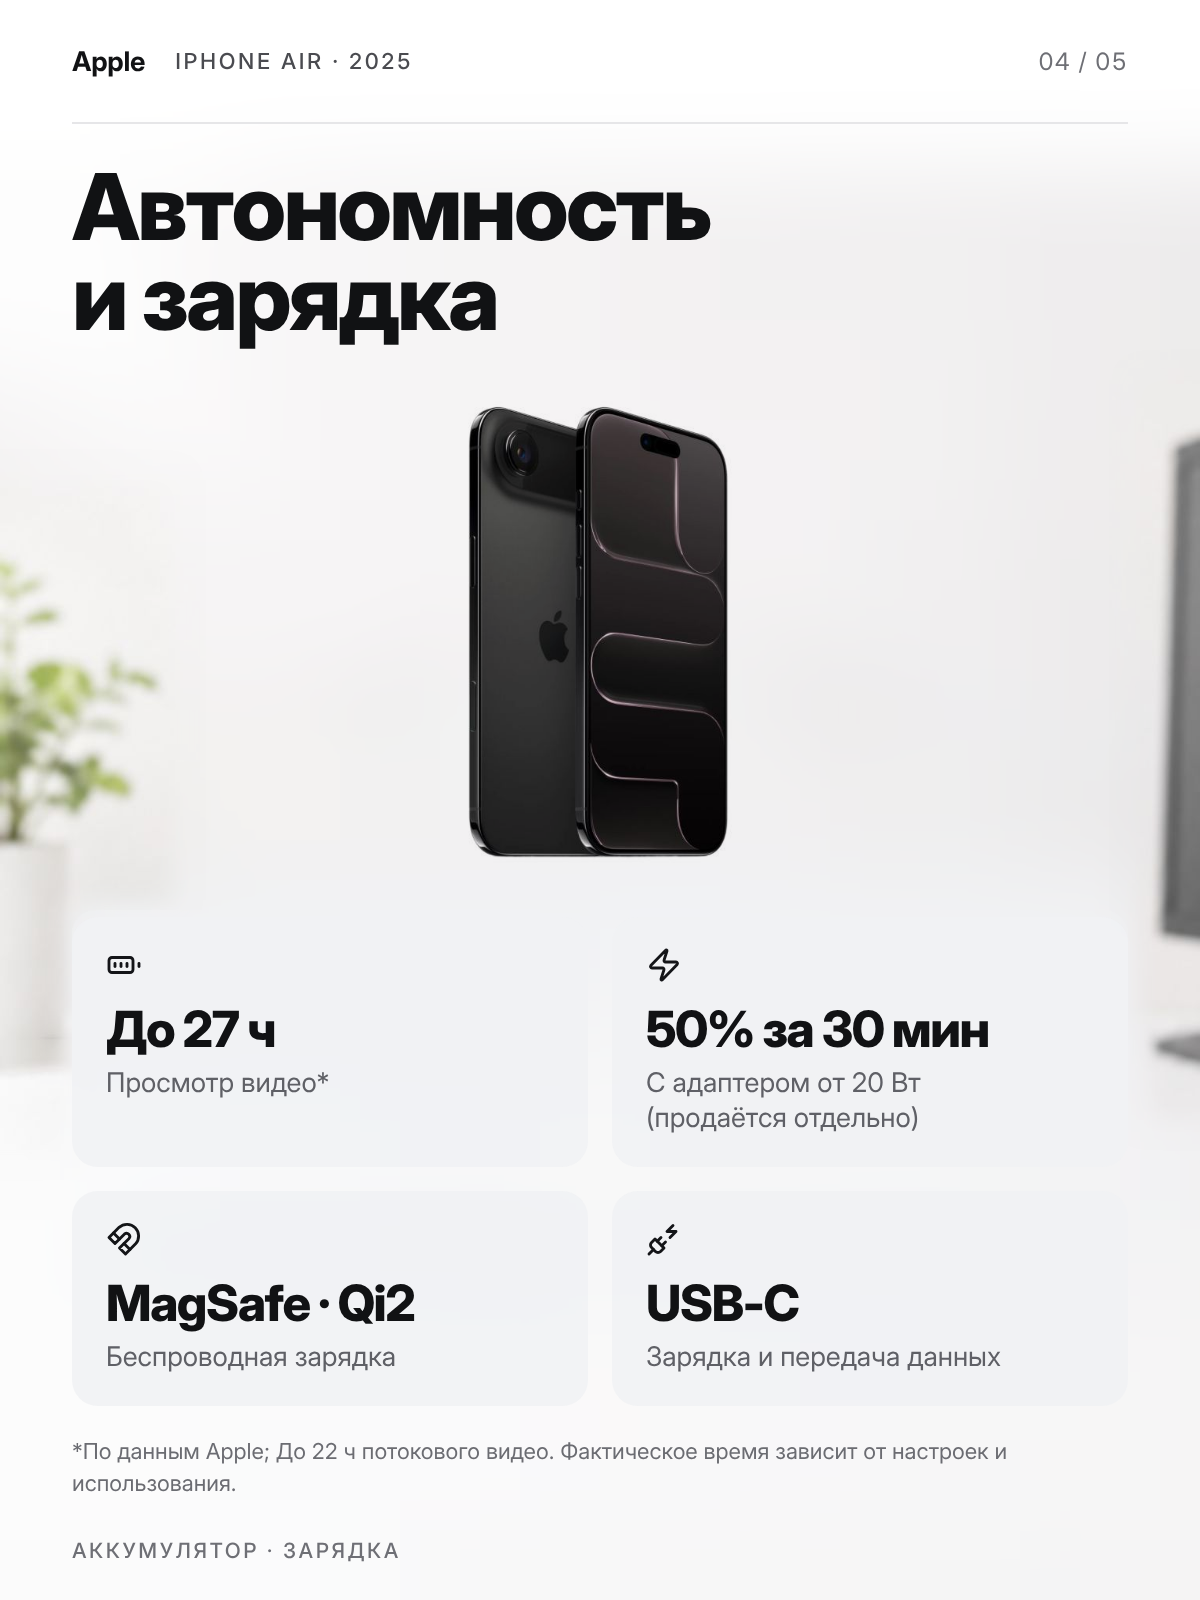 Apple IPHONE AIR · 2025
04 / 05
Автономность
и зарядка
До 27 ч
Просмотр видео*
50% за 30 мин
С адаптером от 20 Вт
(продаётся отдельно)
MagSafe · Qi2
Беспроводная зарядка
USB-C
Зарядка и передача данных
*По данным Apple; До 22 ч потокового видео. Фактическое время зависит от настроек и
использования.
АККУМУЛЯТОР · ЗАРЯДКА